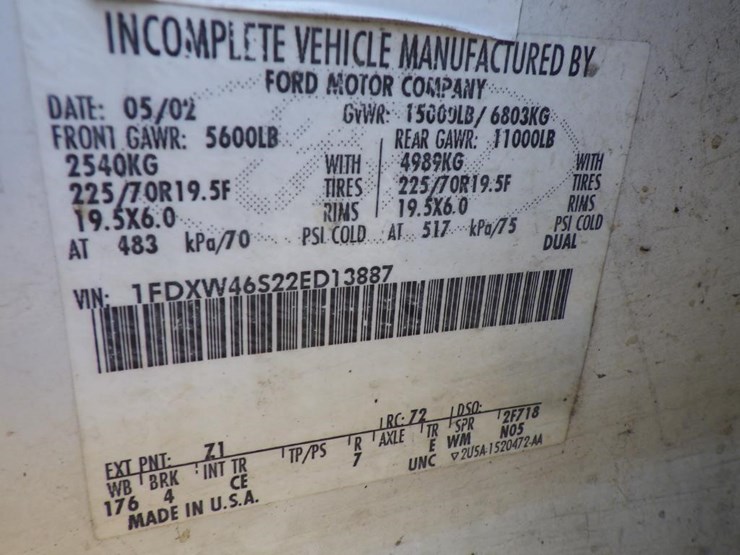 INCOMPLETE VEHICLE MANUFACTURED BY
FORD MOTOR COMPANY
DATE: 05/02 GVWR: 15000LB/ 6803KG
FRONT GAWR: 5600LB REAR GAWR: 11000LB
2540KG WITH 4989KG WITH
225/70R19.5F TIRES 225/70R19.5F TIRES
19.5X6.0 RIMS 19.5X6.0 RIMS
AT 483 kPa/70 PSI COLD AT 517 kPa/75 PSI COLD
DUAL
VIN: 1FDXW46S22ED13887
EXT PNT: Z1 RC: 72 DSO: 2F718
WB BRK INT TR TP/PS R AXLE TR SPR N05
176 4 CE 7 E WM
UNC 2U5A-1520472-AA
MADE IN U.S.A.